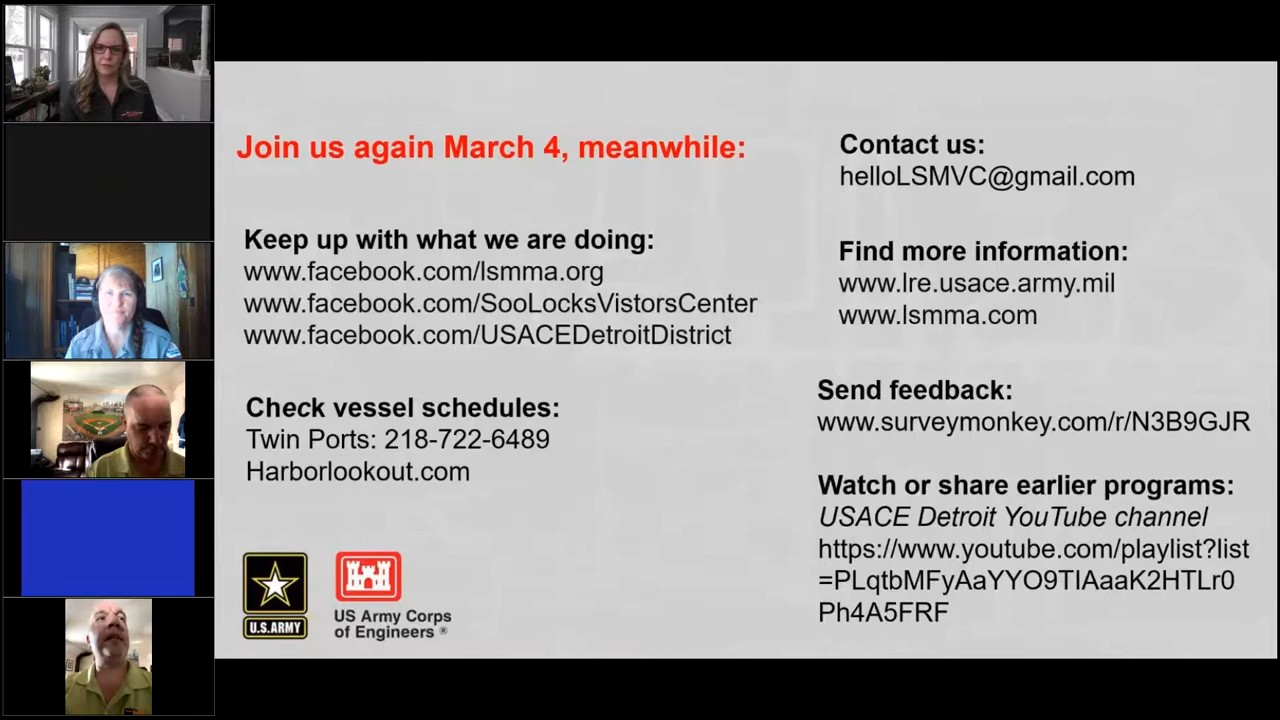 Join us again March 4, meanwhile:
Keep up with what we are doing:
www.facebook.com/lsmma.org
www.facebook.com/SooLocksVistorsCenter
www.facebook.com/USACEDetroitDistrict
Check vessel schedules:
Twin Ports: 218-722-6489
Harborlookout.com
U.S.ARMY
US Army Corps
of Engineers ®
Contact us:
helloLSMVC@gmail.com
Find more information:
www.lre.usace.army.mil
www.lsmma.com
Send feedback:
www.surveymonkey.com/r/N3B9GJR
Watch or share earlier programs:
USACE Detroit YouTube channel
https://www.youtube.com/playlist?list
=PLqtbMFyAaYYO9TIAaaK2HTLr0
Ph4A5FRF